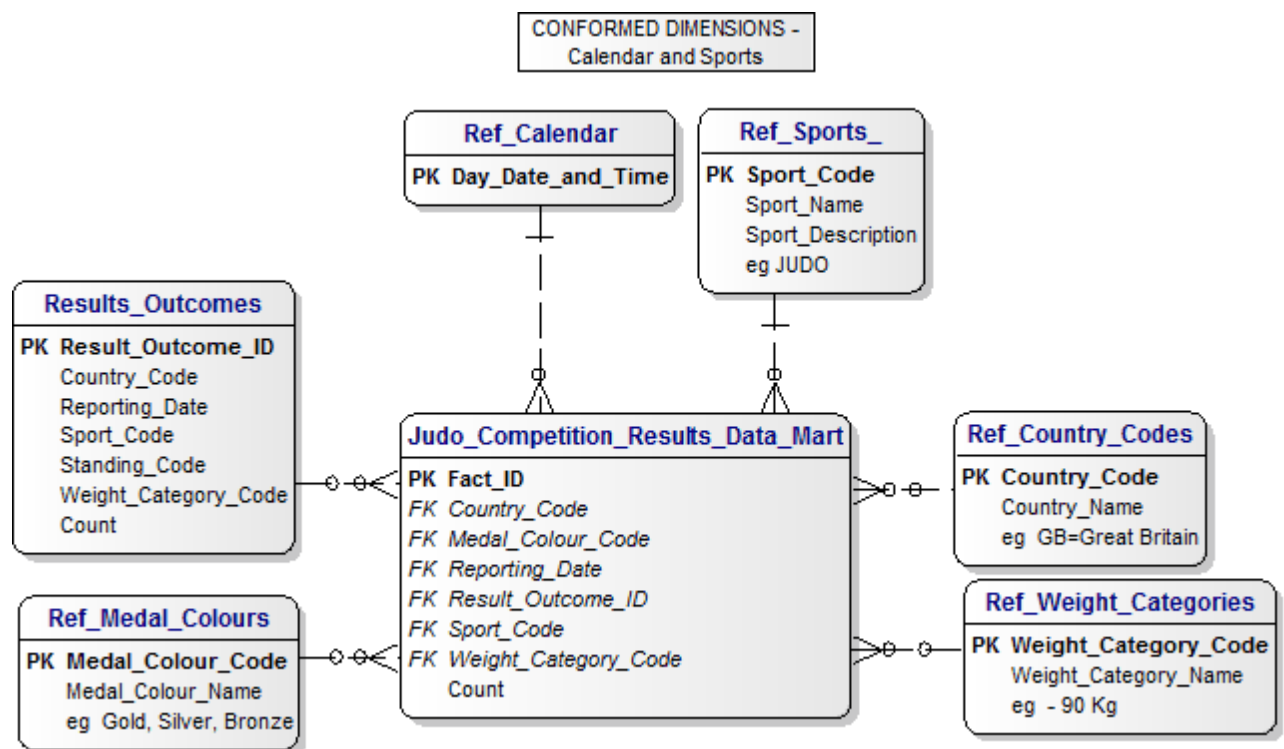 CONFORMED DIMENSIONS -
Calendar and Sports
Ref_Calendar
PK Day_Date_and_Time
Ref_Sports_
PK Sport_Code
Sport_Name
Sport_Description
eg JUDO
Results_Outcomes
PK Result_Outcome_ID
Country_Code
Reporting_Date
Sport_Code
Standing_Code
Weight_Category_Code
Count
Judo_Competition_Results_Data_Mart
PK Fact_ID
FK Country_Code
FK Medal_Colour_Code
FK Reporting_Date
FK Result_Outcome_ID
FK Sport_Code
FK Weight_Category_Code
Count
Ref_Country_Codes
PK Country_Code
Country_Name
eg GB=Great Britain
Ref_Medal_Colours
PK Medal_Colour_Code
Medal_Colour_Name
eg Gold, Silver, Bronze
Ref_Weight_Categories
PK Weight_Category_Code
Weight_Category_Name
eg - 90 Kg